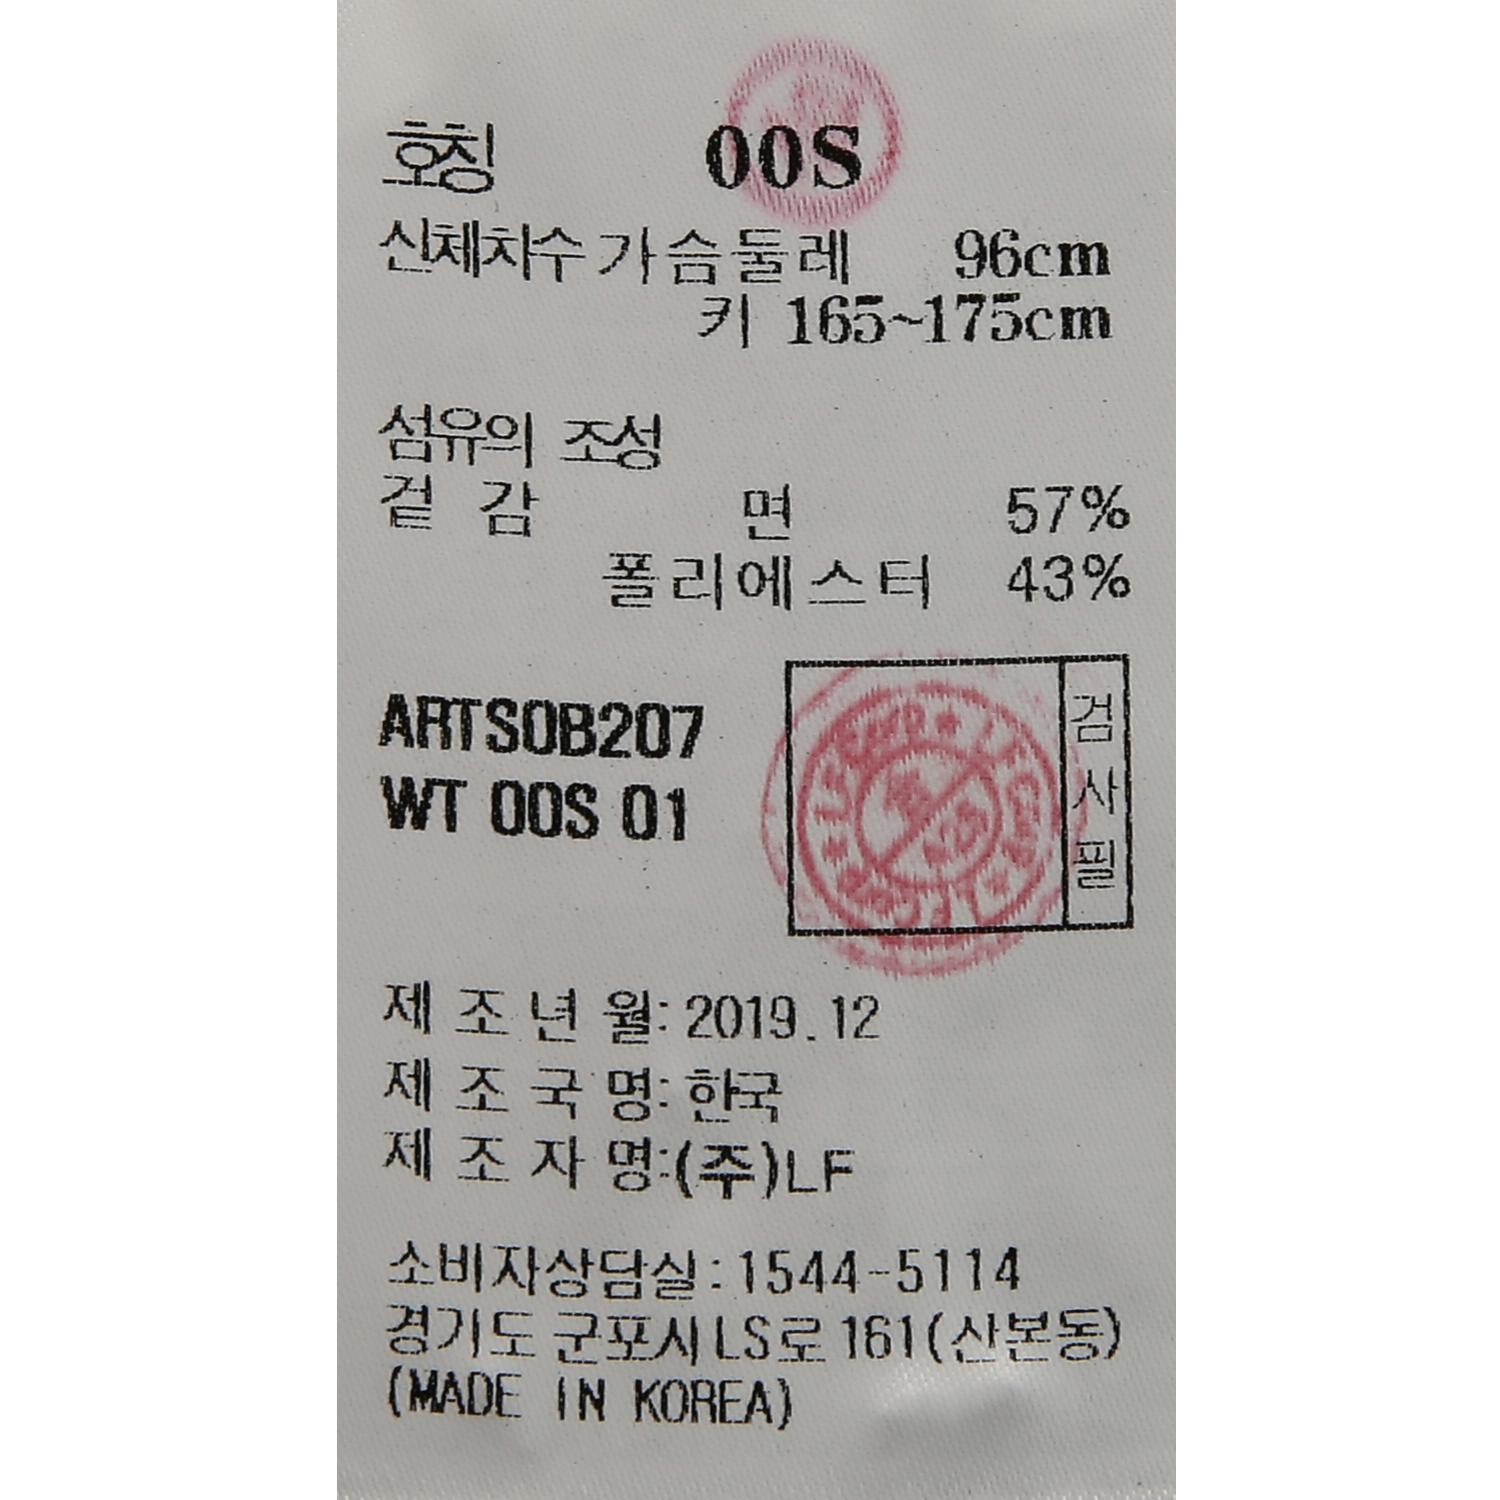 호칭 00S
신체치수 가슴둘레 96cm
키 165~175cm
섬유의 조성
겉 감 면 57%
폴리에스터 43%
ARTS0B207
WT 00S 01
검사필
제 조 년 월: 2019.12
제 조 국 명: 한국
제 조 자 명:(주)LF
소비자상담실:1544-5114
경기도 군포시 LS로 161(산본동)
(MADE IN KOREA)